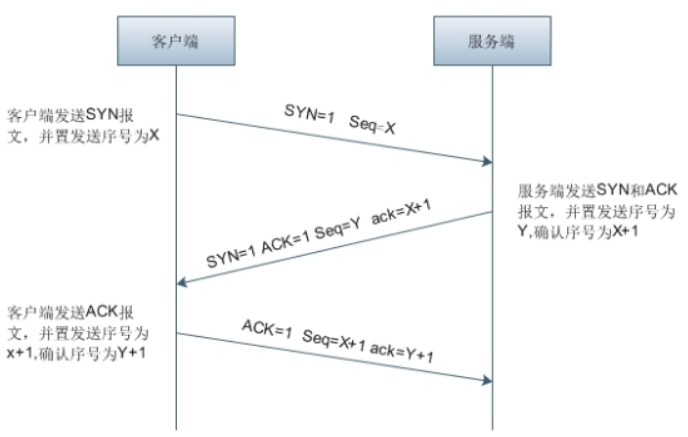 客户端
服务端
客户端发送SYN报
文，并置发送序号为X
SYN=1 Seq=X
服务端发送SYN和ACK
报文，并置发送序号为
Y,确认序号为X+1
SYN=1 ACK=1 Seq=Y ack=X+1
客户端发送ACK报
文，并置发送序号为
x+1,确认序号为Y+1
ACK=1 Seq=X+1 ack=Y+1